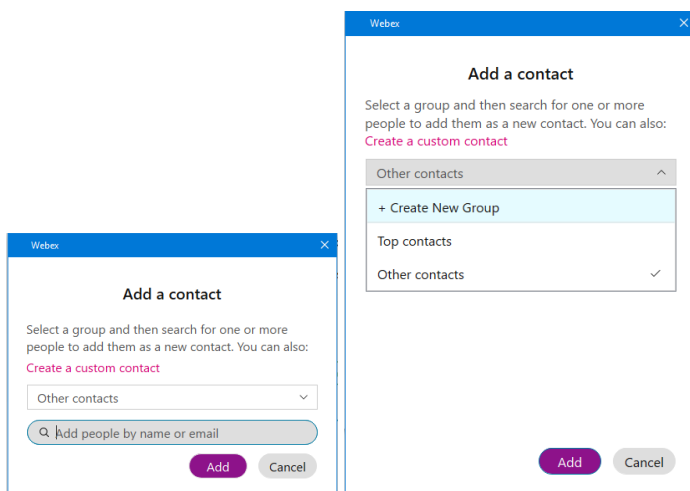 Webex
Add a contact
Select a group and then search for one or more
people to add them as a new contact. You can also:
Create a custom contact
Other contacts
Add people by name or email
Add
Cancel
Webex
Add a contact
Select a group and then search for one or more
people to add them as a new contact. You can also:
Create a custom contact
Other contacts
+ Create New Group
Top contacts
Other contacts
Add
Cancel